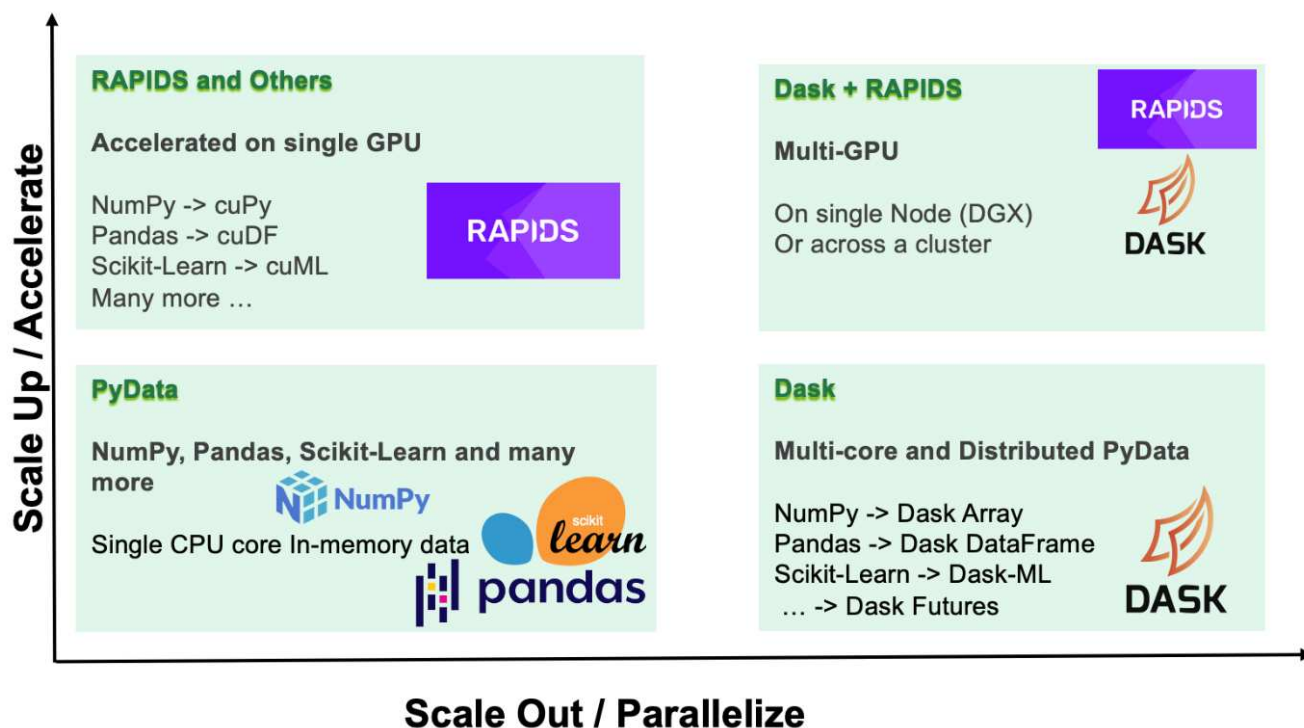 Scale Up / Accelerate
RAPIDS and Others
Accelerated on single GPU
NumPy -> cuPy
Pandas -> cuDF
Scikit-Learn -> cuML
Many more …
RAPIDS
Dask + RAPIDS
Multi-GPU
On single Node (DGX)
Or across a cluster
RAPIDS
DASK
PyData
NumPy, Pandas, Scikit-Learn and many
more
NumPy
Single CPU core In-memory data
scikit
learn
pandas
Dask
Multi-core and Distributed PyData
NumPy -> Dask Array
Pandas -> Dask DataFrame
Scikit-Learn -> Dask-ML
… -> Dask Futures
DASK
Scale Out / Parallelize